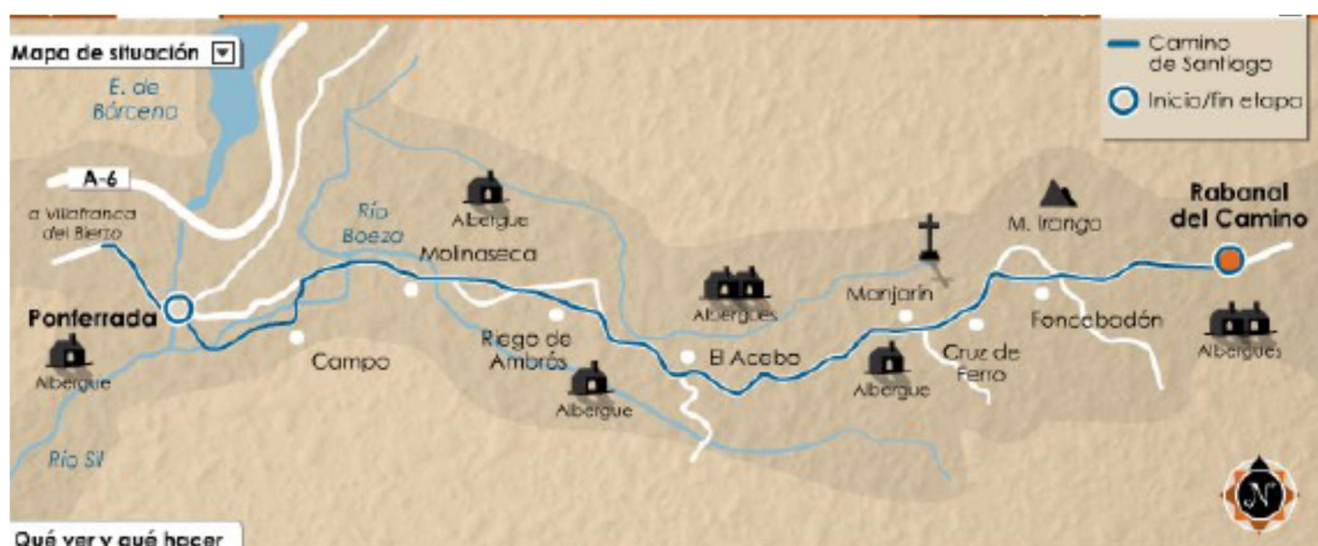 Mapa de situación
Camino
de Santiago
Inicio/fin etapa
E. de
Bárcena
A-6
a Villafranca
del Bierzo
Río
Boeza
Albergue
Molinaseca
M. Irago
Rabanal
del Camino
Ponferrada
Albergue
Campo
Riego de
Ambrós
Albergue
Albergues
El Acebo
Manjarín
Albergue
Cruz de
Ferro
Foncebadón
Albergues
Río Sil
N
Qué ver y qué hacer